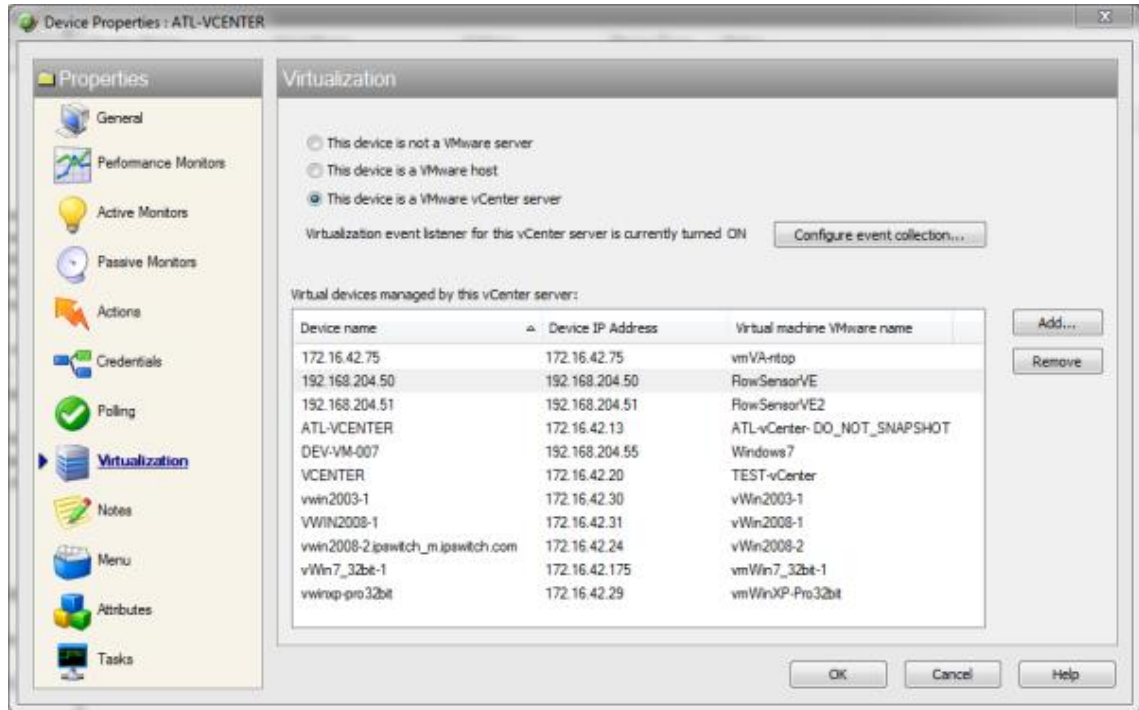 Device Properties : ATL-VCENTER
Properties
General
Performance Monitors
Active Monitors
Passive Monitors
Actions
Credentials
Polling
Virtualization
Notes
Menu
Attributes
Tasks
Virtualization
This device is not a VMware server
This device is a VMware host
This device is a VMware vCenter server
Virtualization event listener for this vCenter server is currently turned ON
Configure event collection...
Virtual devices managed by this vCenter server:
Device name Device IP Address Virtual machine VMware name
172.16.42.75 172.16.42.75 vmVA-ntop
192.168.204.50 192.168.204.50 FlowSensorVE
192.168.204.51 192.168.204.51 FlowSensorVE2
ATL-VCENTER 172.16.42.13 ATL-vCenter- DO_NOT_SNAPSHOT
DEV-VM-007 192.168.204.55 Windows7
VCENTER 172.16.42.20 TEST-vCenter
vwin2003-1 172.16.42.30 vWin2003-1
VWIN2008-1 172.16.42.31 vWin2008-1
vwin2008-2.ipswitch_m.ipswitch.com 172.16.42.24 vWin2008-2
vWin7_32bit-1 172.16.42.175 vmWin7_32bit-1
vwinxp-pro32bit 172.16.42.29 vmWinXP-Pro32bit
Add...
Remove
OK
Cancel
Help